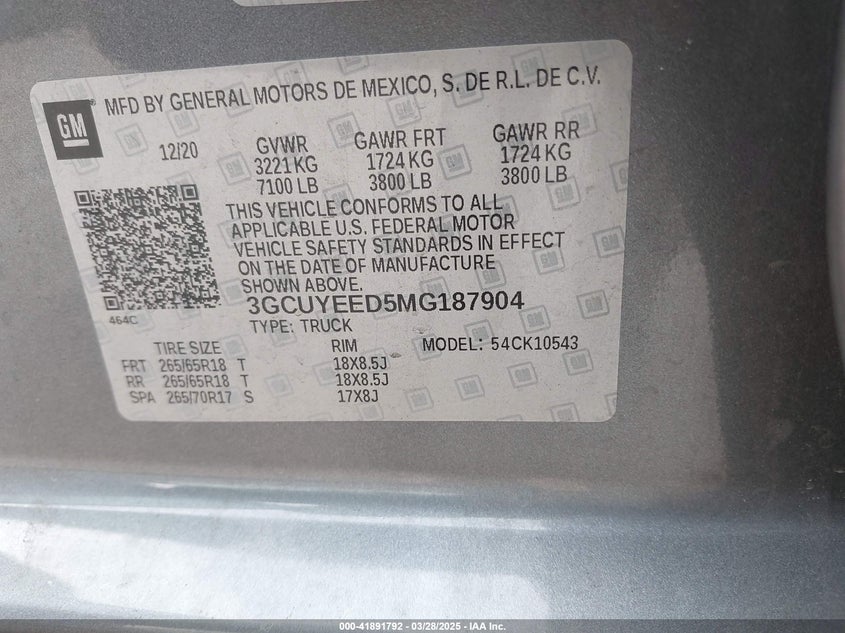 GM
MFD BY GENERAL MOTORS DE MEXICO, S. DE R.L. DE C.V.
12/20 GVWR GAWR FRT GAWR RR
3221 KG 1724 KG 1724 KG
7100 LB 3800 LB 3800 LB
THIS VEHICLE CONFORMS TO ALL
APPLICABLE U.S. FEDERAL MOTOR
VEHICLE SAFETY STANDARDS IN EFFECT
ON THE DATE OF MANUFACTURE
SHOWN ABOVE.
3GCUYEED5MG187904
464C
TYPE: TRUCK
TIRE SIZE RIM MODEL: 54CK10543
FRT 265/65R18 T 18X8.5J
RR 265/65R18 T 18X8.5J
SPA 265/70R17 S 17X8J
000-41891792 - 03/28/2025 - IAA Inc.